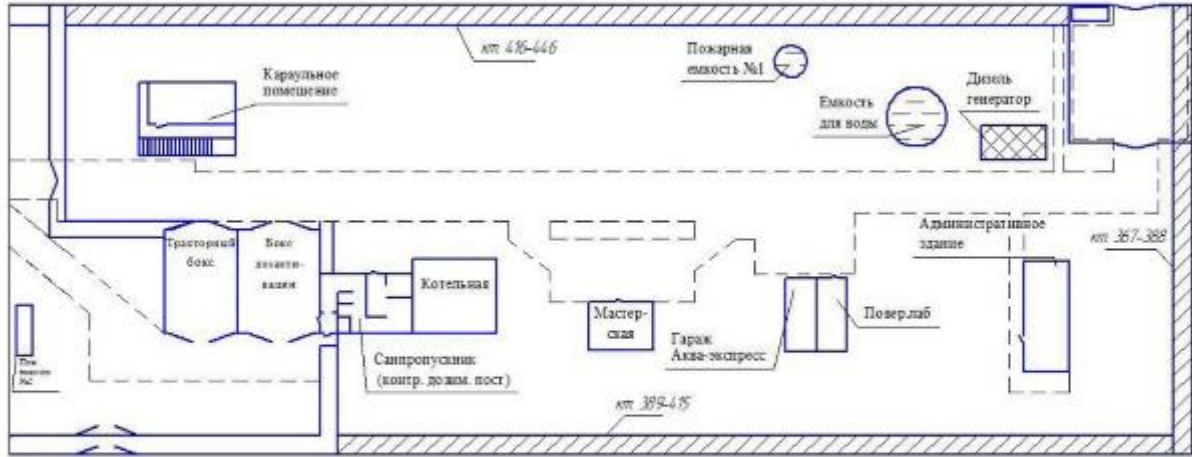 кт 416-446
Пожарная
емкость №1
Караульное
помещение
Емкость
для воды
Дизель
генератор
Административное
здание
кт 367-388
Тракторный
бокс
Бокс
дезакти-
вации
Котельная
Мастер-
ская
Гараж
Аква-экспресс
Повер.лаб
Санпропускник
(контр. дозим. пост)
кт 389-415